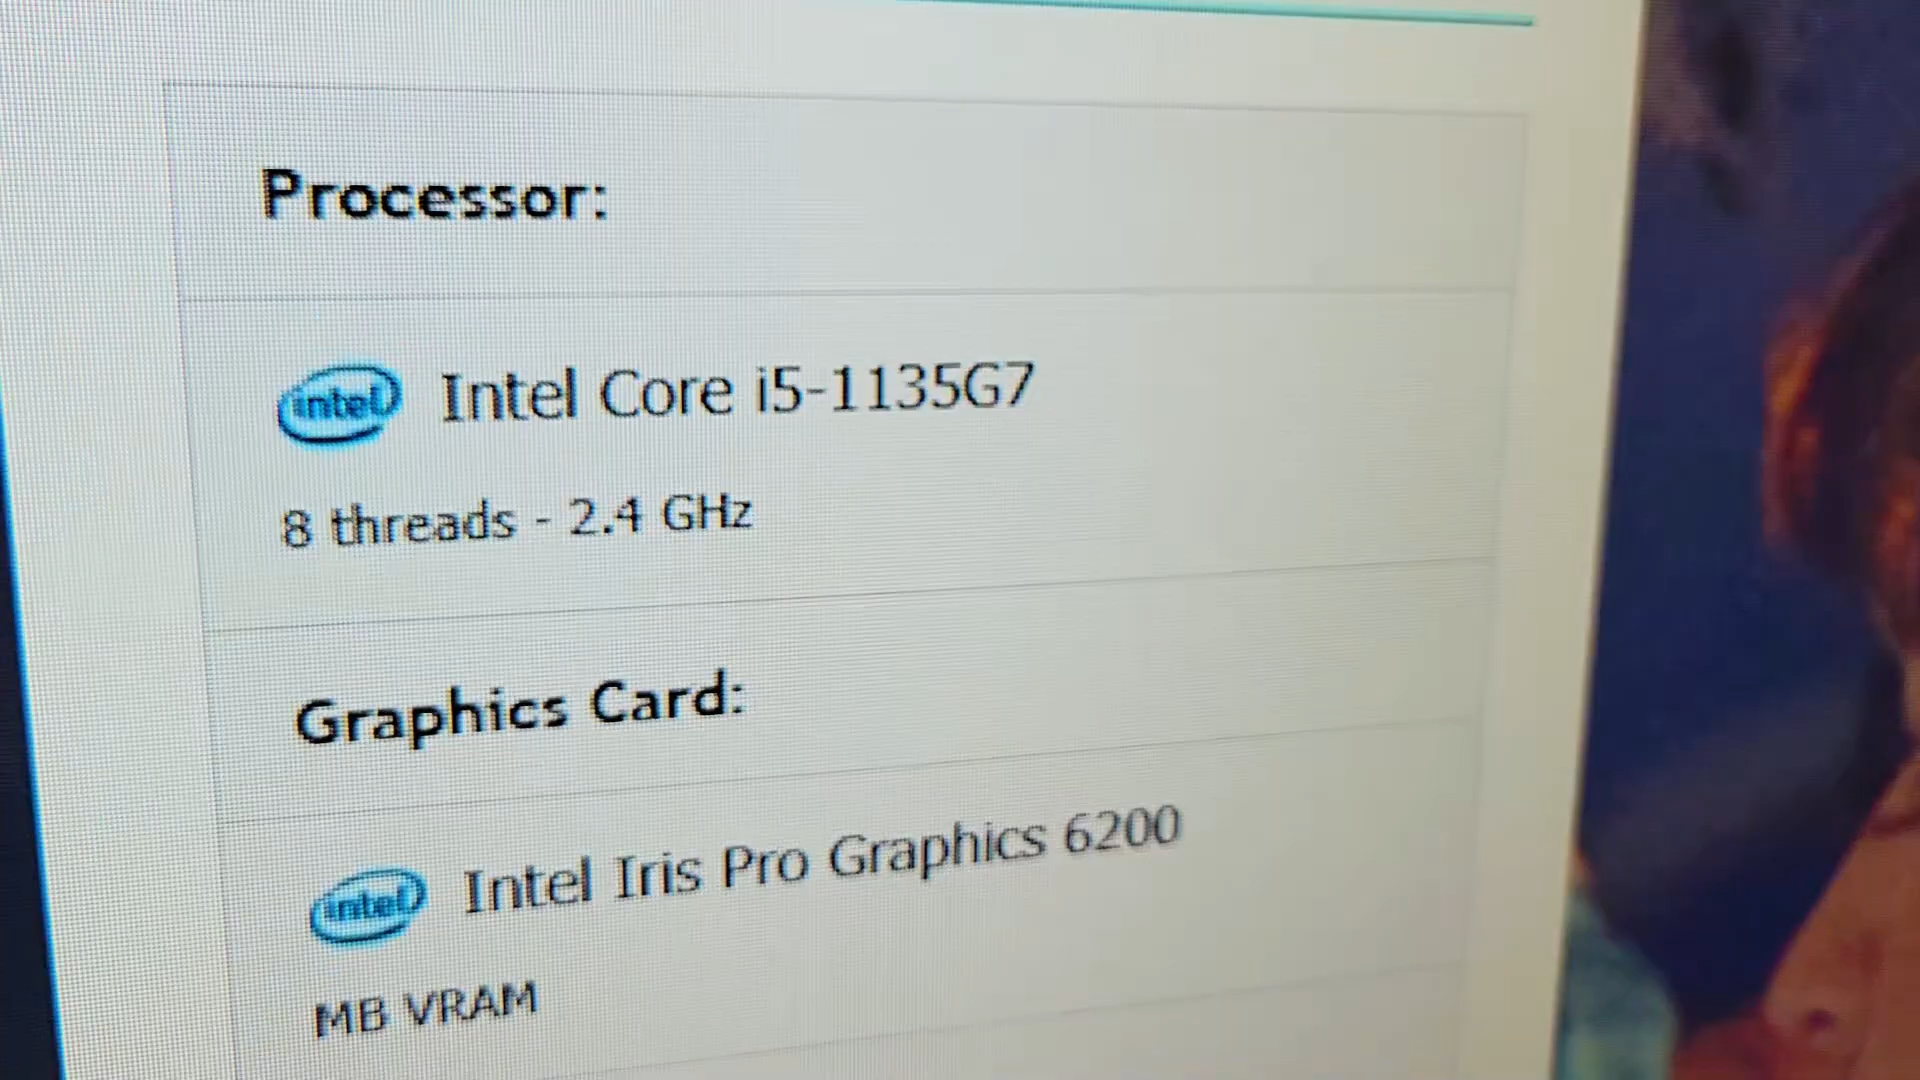 Processor:
intel Intel Core i5-1135G7
8 threads - 2.4 GHz
Graphics Card:
intel Intel Iris Pro Graphics 6200
MB VRAM